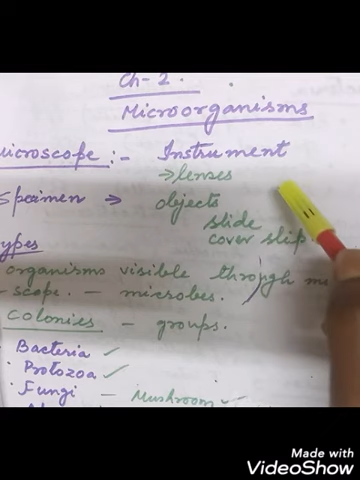 Ch-2.
Microorganisms
Microscope :- Instrument
→ lenses
Specimen → objects
slide
cover slip
Types
organisms visible through
scope. - microbes.
Colonies - groups.
Bacteria ✓
Protozoa ✓
Fungi - Mushroom ✓
Made with
VideoShow